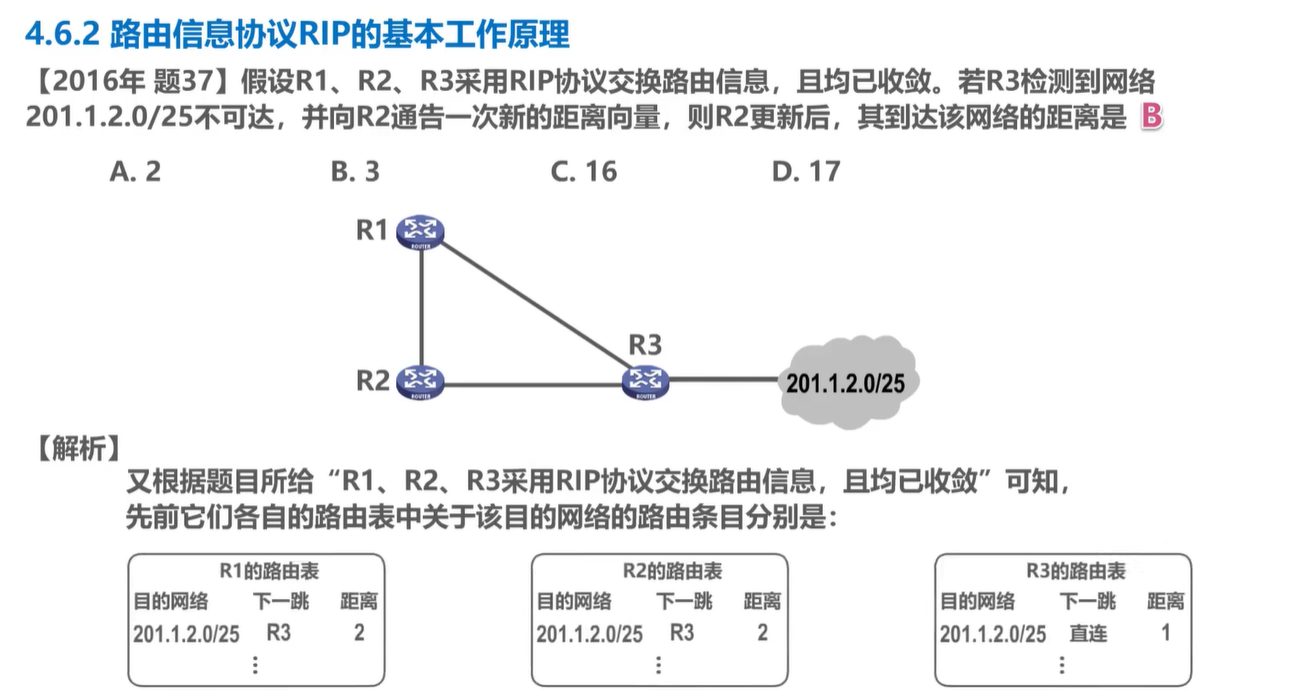 4.6.2 路由信息协议RIP的基本工作原理
【2016年 题37】假设R1、R2、R3采用RIP协议交换路由信息，且均已收敛。若R3检测到网络
201.1.2.0/25不可达，并向R2通告一次新的距离向量，则R2更新后，其到达该网络的距离是 B
A. 2 B. 3 C. 16 D. 17
R1
ROUTER
R3
R2
ROUTER
ROUTER
201.1.2.0/25
【解析】
又根据题目所给“R1、R2、R3采用RIP协议交换路由信息，且均已收敛”可知，
先前它们各自的路由表中关于该目的网络的路由条目分别是：
R1的路由表
目的网络 下一跳 距离
201.1.2.0/25 R3 2
⋮
R2的路由表
目的网络 下一跳 距离
201.1.2.0/25 R3 2
⋮
R3的路由表
目的网络 下一跳 距离
201.1.2.0/25 直连 1
⋮